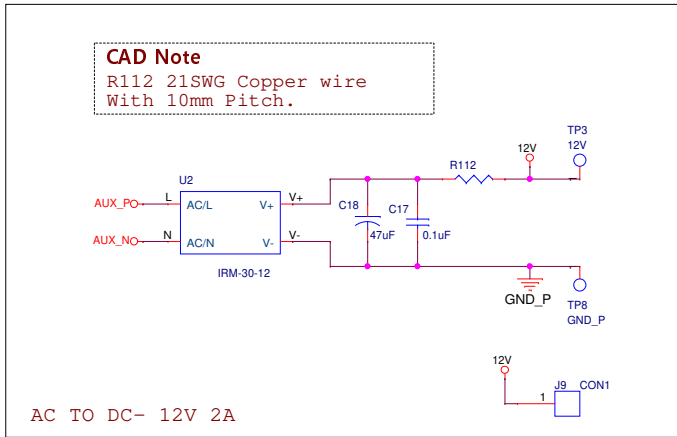 CAD Note
R112 21SWG Copper wire
With 10mm Pitch.
TP3
12V
12V
R112
U2
AUX_P
L
AC/L
V+
V+
C18
C17
47uF
0.1uF
AUX_N
N
AC/N
V-
V-
IRM-30-12
GND_P
1
TP8
GND_P
12V
J9 CON1
1
AC TO DC- 12V 2A